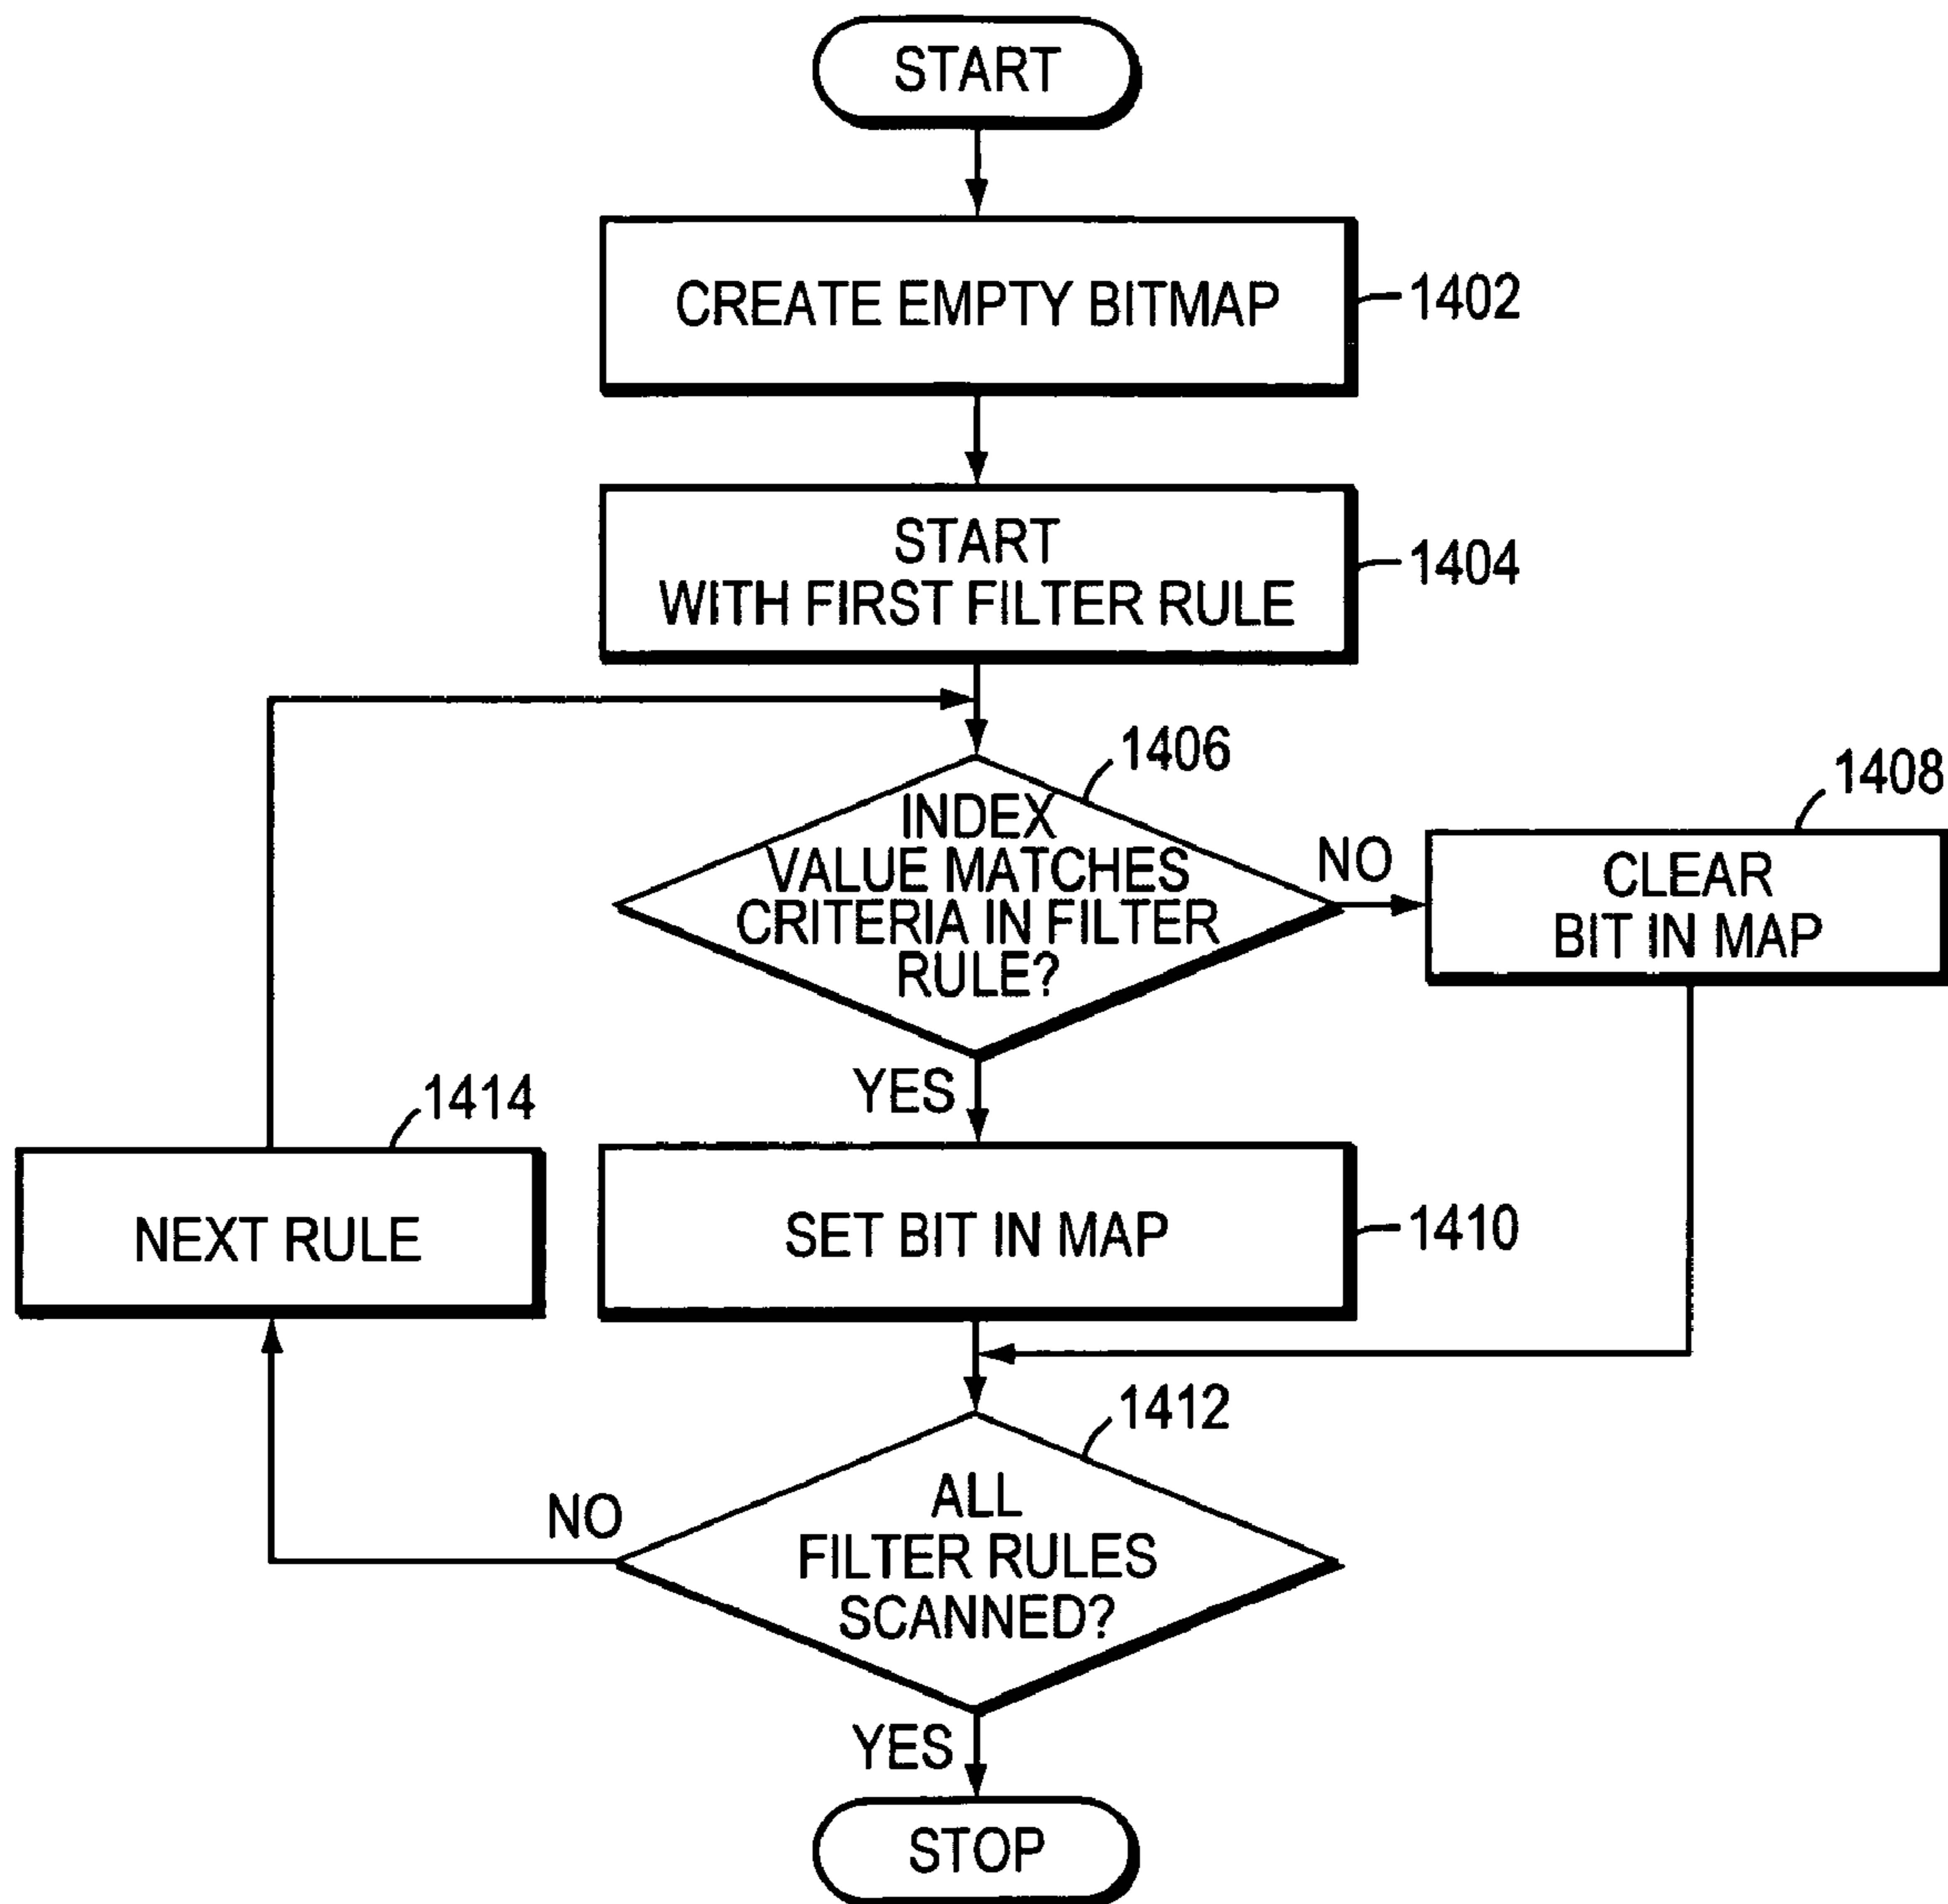 START
CREATE EMPTY BITMAP
1402
START
WITH FIRST FILTER RULE
1404
1406
INDEX
VALUE MATCHES
CRITERIA IN FILTER
RULE?
NO
1408
CLEAR
BIT IN MAP
YES
1414
NEXT RULE
SET BIT IN MAP
1410
1412
ALL
FILTER RULES
SCANNED?
NO
YES
STOP